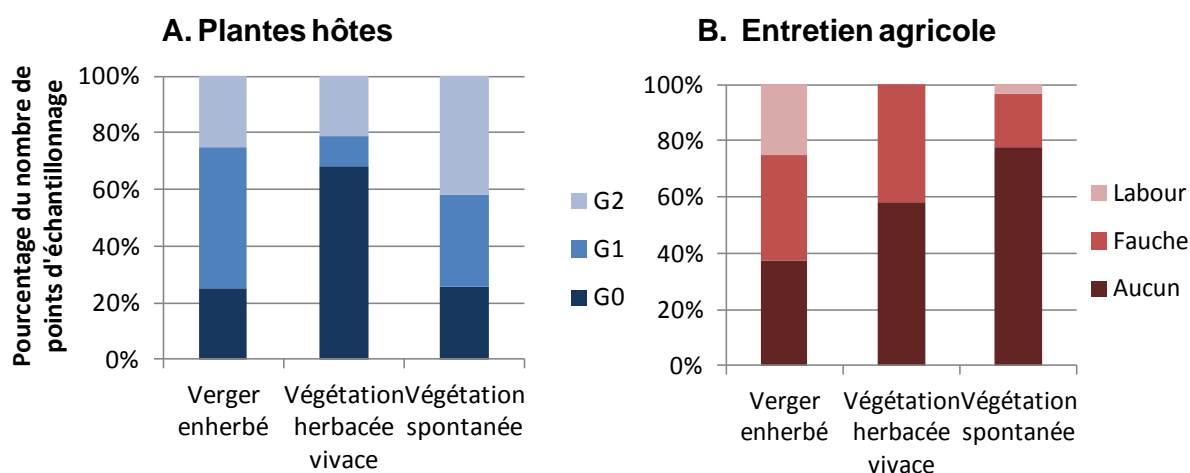 A. Plantes hôtes
Pourcentage du nombre de
points d'échantillonnage
100%
80%
60%
40%
20%
0%
Verger
enherbé
Végétation
herbacée
vivace
Végétation
spontanée
G2
G1
G0
B. Entretien agricole
100%
80%
60%
40%
20%
0%
Verger
enherbé
Végétation
herbacée
vivace
Végétation
spontanée
Labour
Fauche
Aucun